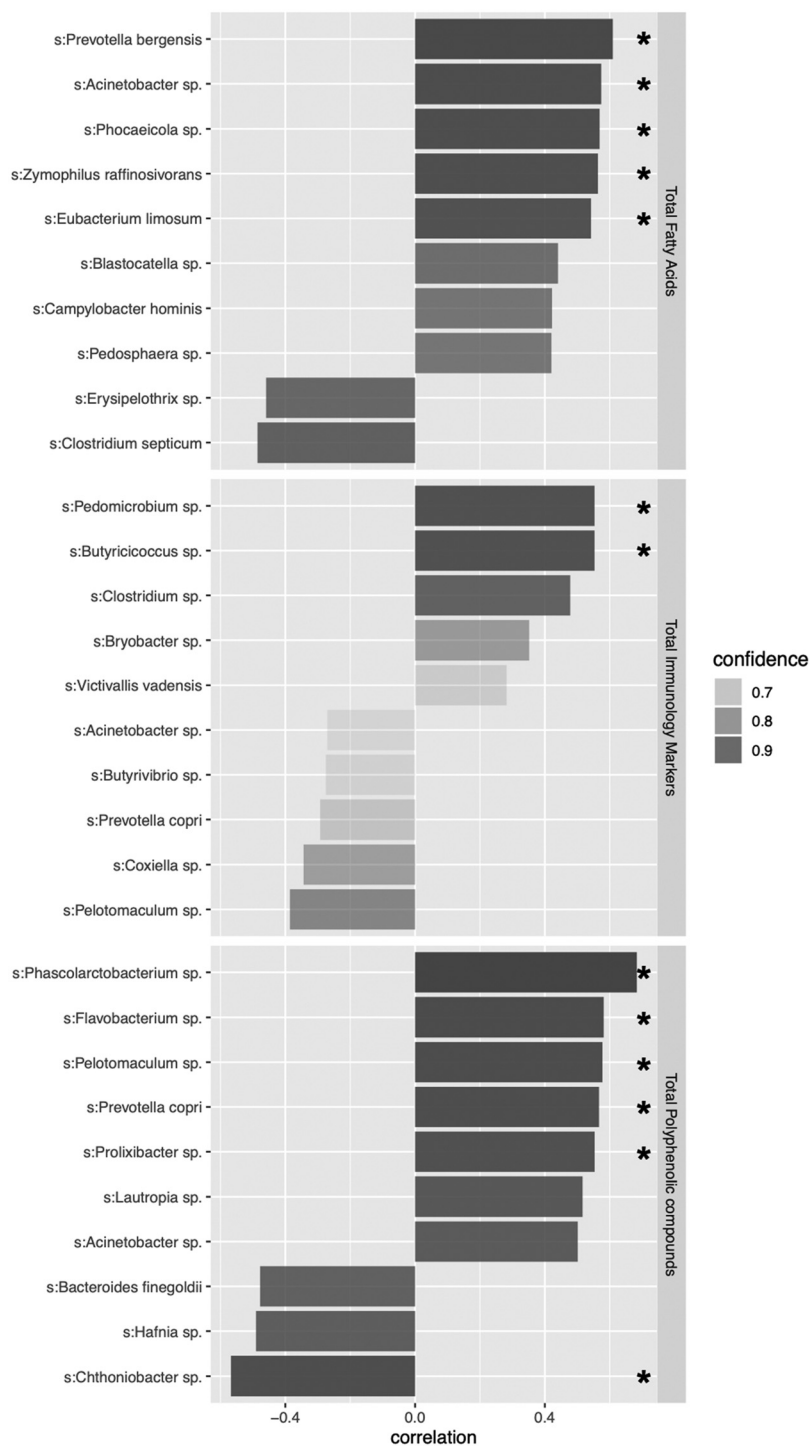 s:Prevotella bergensis
*
s:Acinetobacter sp.
*
s:Phocaeicola sp.
*
s:Zymophilus raffinosivorans
*
s:Eubacterium limosum
*
s:Blastocatella sp.
s:Campylobacter hominis
s:Pedosphaera sp.
s:Erysipelothrix sp.
s:Clostridium septicum
Total Fatty Acids
s:Pedomicrobium sp.
*
s:Butyricicoccus sp.
*
s:Clostridium sp.
s:Bryobacter sp.
s:Victivallis vadensis
s:Acinetobacter sp.
s:Butyrivibrio sp.
s:Prevotella copri
s:Coxiella sp.
s:Pelotomaculum sp.
Total Immunology Markers
s:Phascolarctobacterium sp.
*
s:Flavobacterium sp.
*
s:Pelotomaculum sp.
*
s:Prevotella copri
*
s:Prolixibacter sp.
*
s:Lautropia sp.
s:Acinetobacter sp.
s:Bacteroides finegoldii
s:Hafnia sp.
s:Chthoniobacter sp.
*
Total Polyphenolic compounds
−0.4
0.0
0.4
correlation
confidence
0.7
0.8
0.9